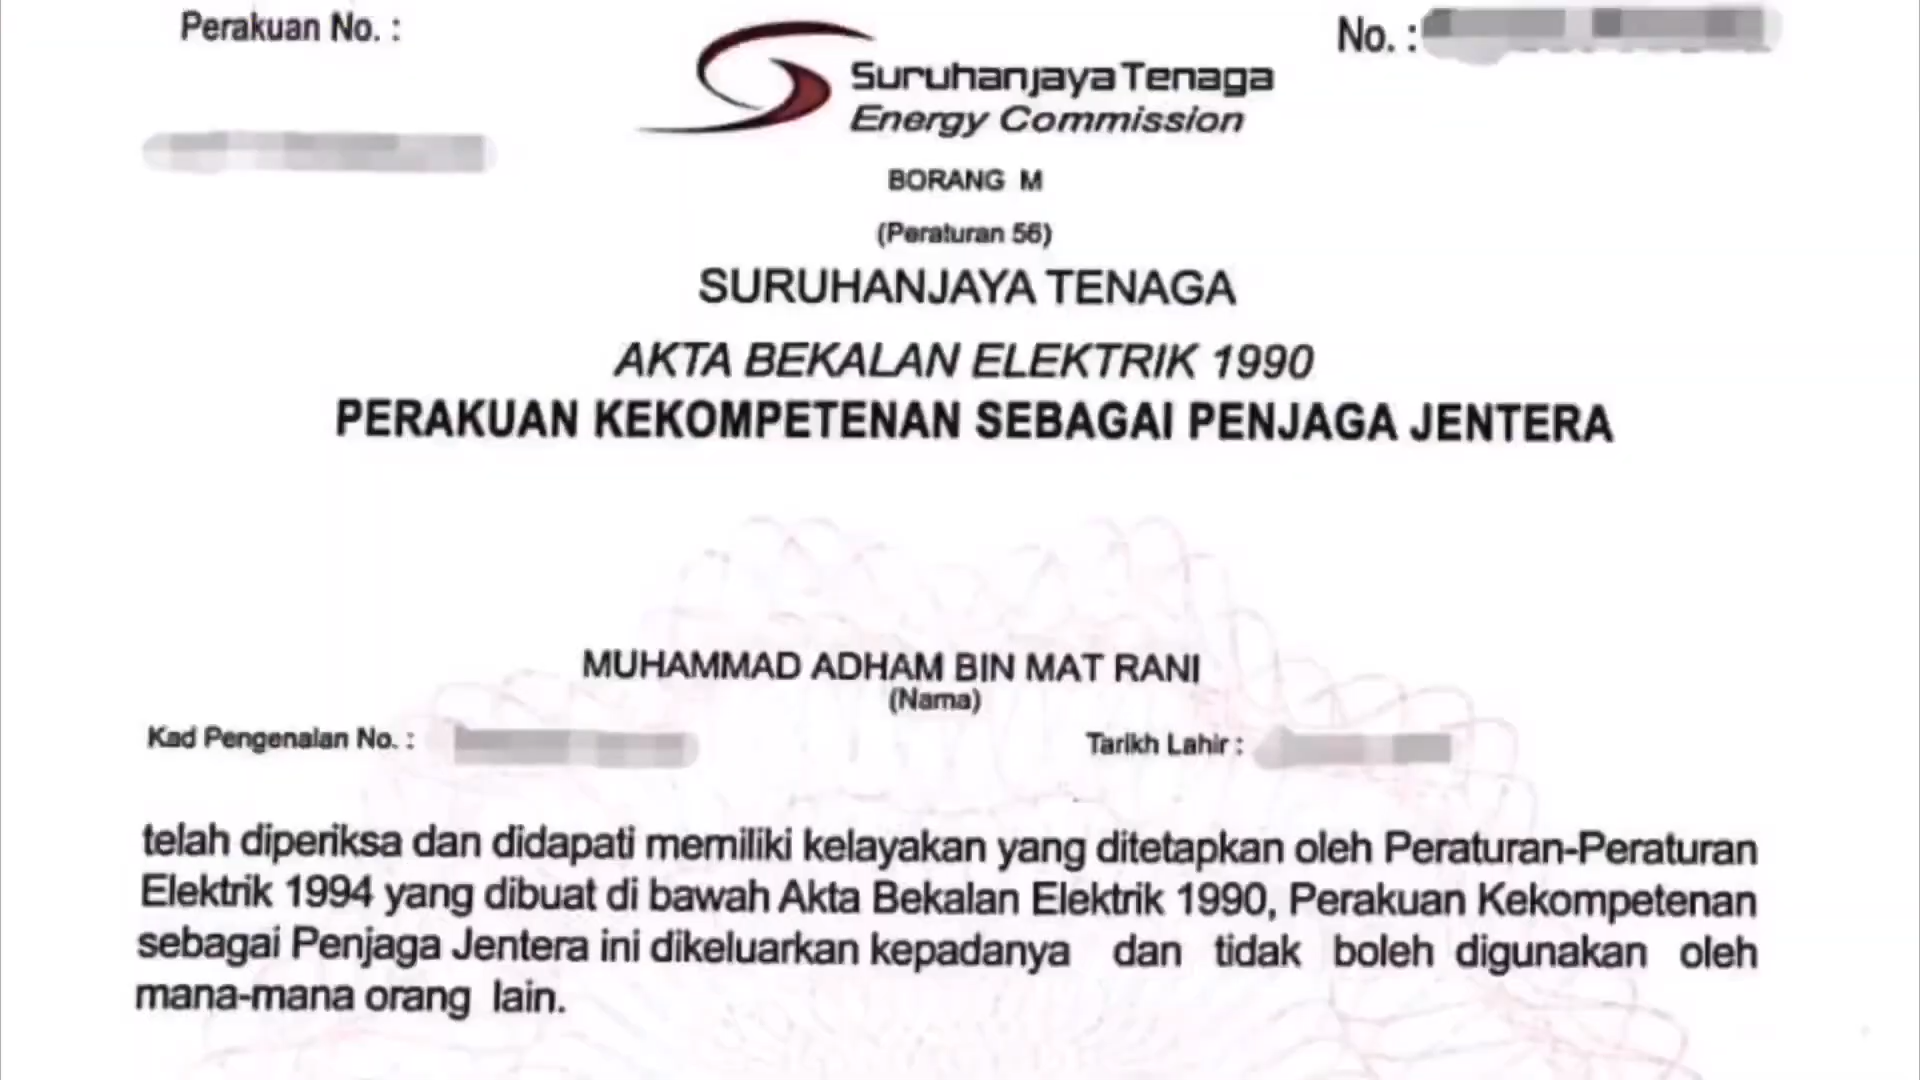 Perakuan No. :
No. :
Suruhanjaya Tenaga
Energy Commission
BORANG M
(Peraturan 56)
SURUHANJAYA TENAGA
AKTA BEKALAN ELEKTRIK 1990
PERAKUAN KEKOMPETENAN SEBAGAI PENJAGA JENTERA
MUHAMMAD ADHAM BIN MAT RANI
(Nama)
Kad Pengenalan No. :
Tarikh Lahir :
telah diperiksa dan didapati memiliki kelayakan yang ditetapkan oleh Peraturan-Peraturan
Elektrik 1994 yang dibuat di bawah Akta Bekalan Elektrik 1990, Perakuan Kekompetenan
sebagai Penjaga Jentera ini dikeluarkan kepadanya dan tidak boleh digunakan oleh
mana-mana orang lain.